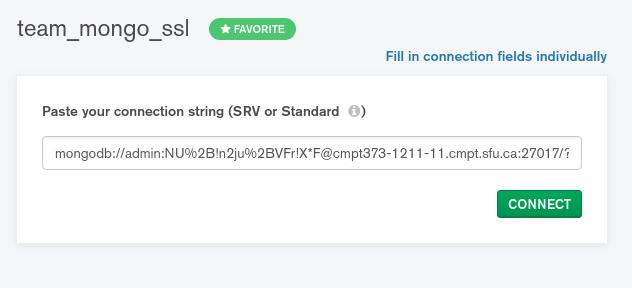 team_mongo_ssl
FAVORITE
Fill in connection fields individually
Paste your connection string (SRV or Standard i)
mongodb://admin:NU%2B!n2ju%2BVFr!X*F@cmpt373-1211-11.cmpt.sfu.ca:27017/?
CONNECT